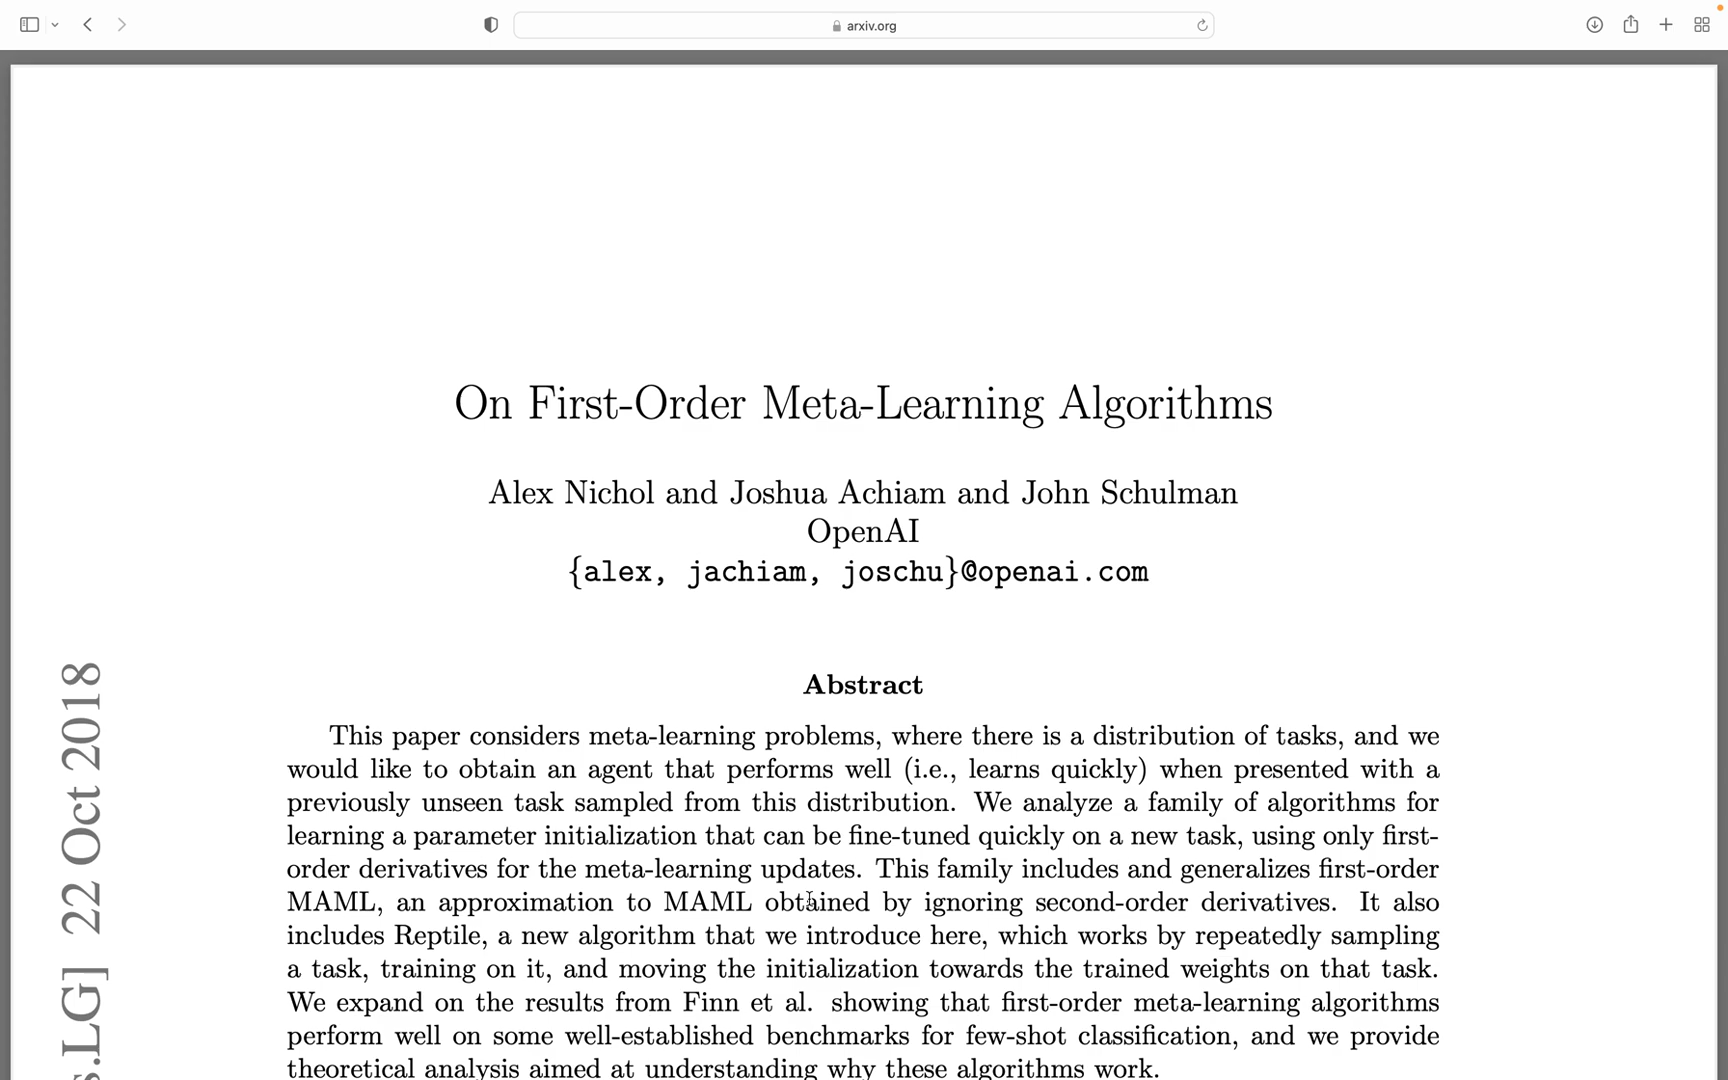 arxiv.org
On First-Order Meta-Learning Algorithms
Alex Nichol and Joshua Achiam and John Schulman
OpenAI
{alex, jachiam, joschu}@openai.com
Abstract
This paper considers meta-learning problems, where there is a distribution of tasks, and we
would like to obtain an agent that performs well (i.e., learns quickly) when presented with a
previously unseen task sampled from this distribution. We analyze a family of algorithms for
learning a parameter initialization that can be fine-tuned quickly on a new task, using only first-
order derivatives for the meta-learning updates. This family includes and generalizes first-order
MAML, an approximation to MAML obtained by ignoring second-order derivatives. It also
includes Reptile, a new algorithm that we introduce here, which works by repeatedly sampling
a task, training on it, and moving the initialization towards the trained weights on that task.
We expand on the results from Finn et al. showing that first-order meta-learning algorithms
perform well on some well-established benchmarks for few-shot classification, and we provide
theoretical analysis aimed at understanding why these algorithms work.
s.LG] 22 Oct 2018